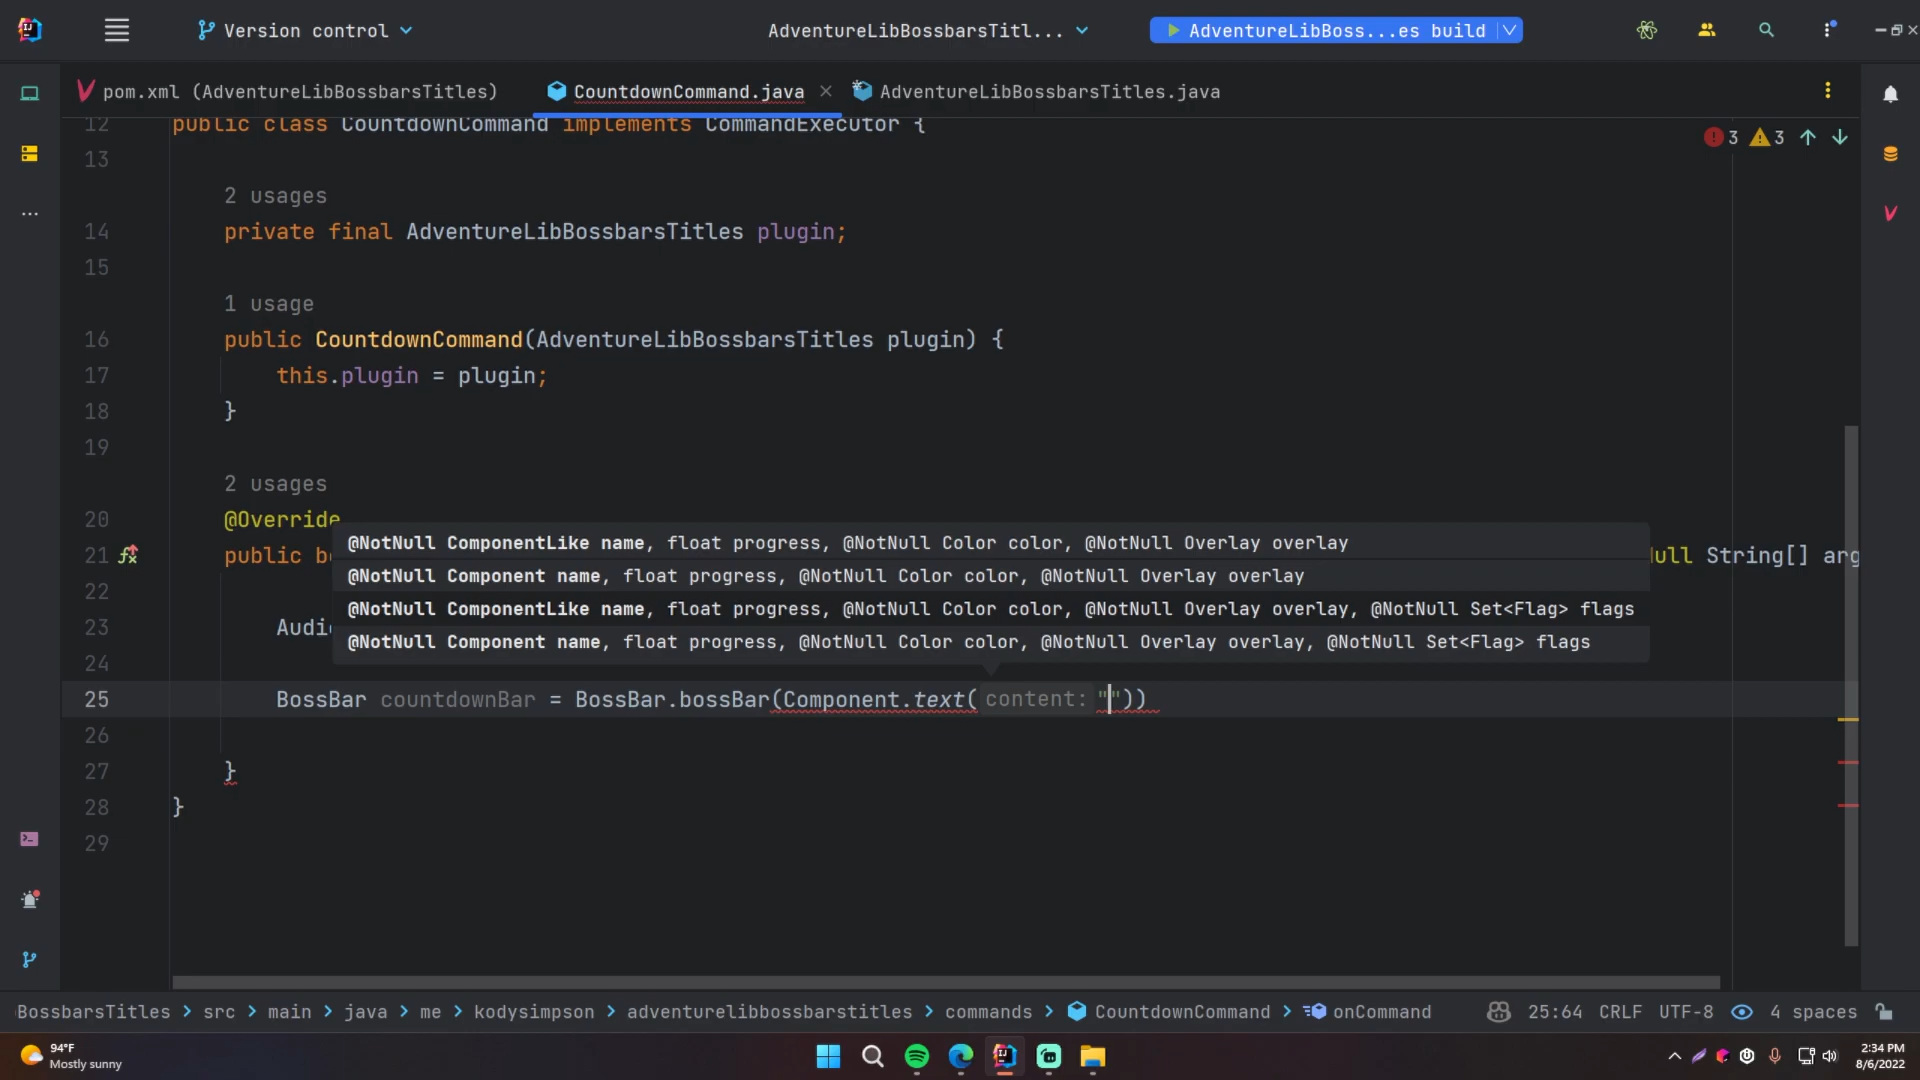 Version control
AdventureLibBossbarsTitl...
AdventureLibBoss...es build
pom.xml (AdventureLibBossbarsTitles)
CountdownCommand.java
AdventureLibBossbarsTitles.java
12 public class CountdownCommand implements CommandExecutor {
3 3
13
2 usages
14 private final AdventureLibBossbarsTitles plugin;
15
1 usage
16 public CountdownCommand(AdventureLibBossbarsTitles plugin) {
17 this.plugin = plugin;
18 }
19
2 usages
20 @Override
@NotNull ComponentLike name, float progress, @NotNull Color color, @NotNull Overlay overlay
21 public bo
ull String[] arg
@NotNull Component name, float progress, @NotNull Color color, @NotNull Overlay overlay
22
@NotNull ComponentLike name, float progress, @NotNull Color color, @NotNull Overlay overlay, @NotNull Set<Flag> flags
23 Audi
@NotNull Component name, float progress, @NotNull Color color, @NotNull Overlay overlay, @NotNull Set<Flag> flags
24
25 BossBar countdownBar = BossBar.bossBar(Component.text( content: ""))
26
27 }
28 }
29
BossbarsTitles > src > main > java > me > kodysimpson > adventurelibbossbarstitles > commands > CountdownCommand > onCommand
25:64 CRLF UTF-8 4 spaces
94°F
Mostly sunny
2:34 PM
8/6/2022